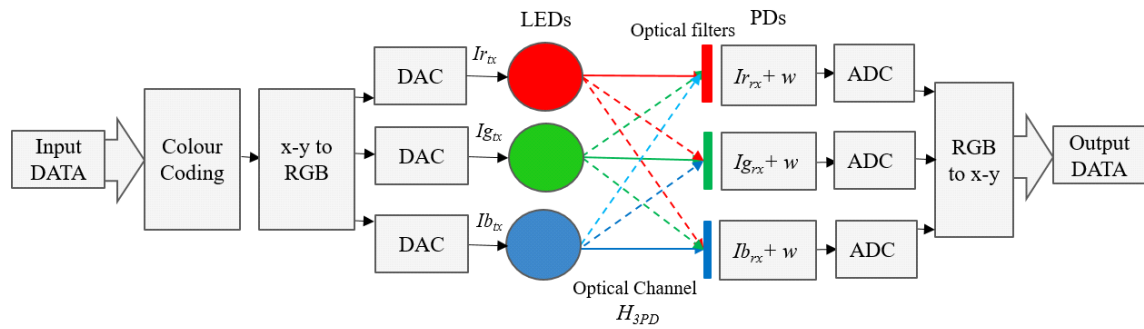 LEDs
PDs
Optical filters
Input
DATA
Colour
Coding
x-y to
RGB
DAC
DAC
DAC
Ir_tx
Ig_tx
Ib_tx
Ir_rx + w
Ig_rx + w
Ib_rx + w
ADC
ADC
ADC
RGB
to x-y
Output
DATA
Optical Channel
H_3PD